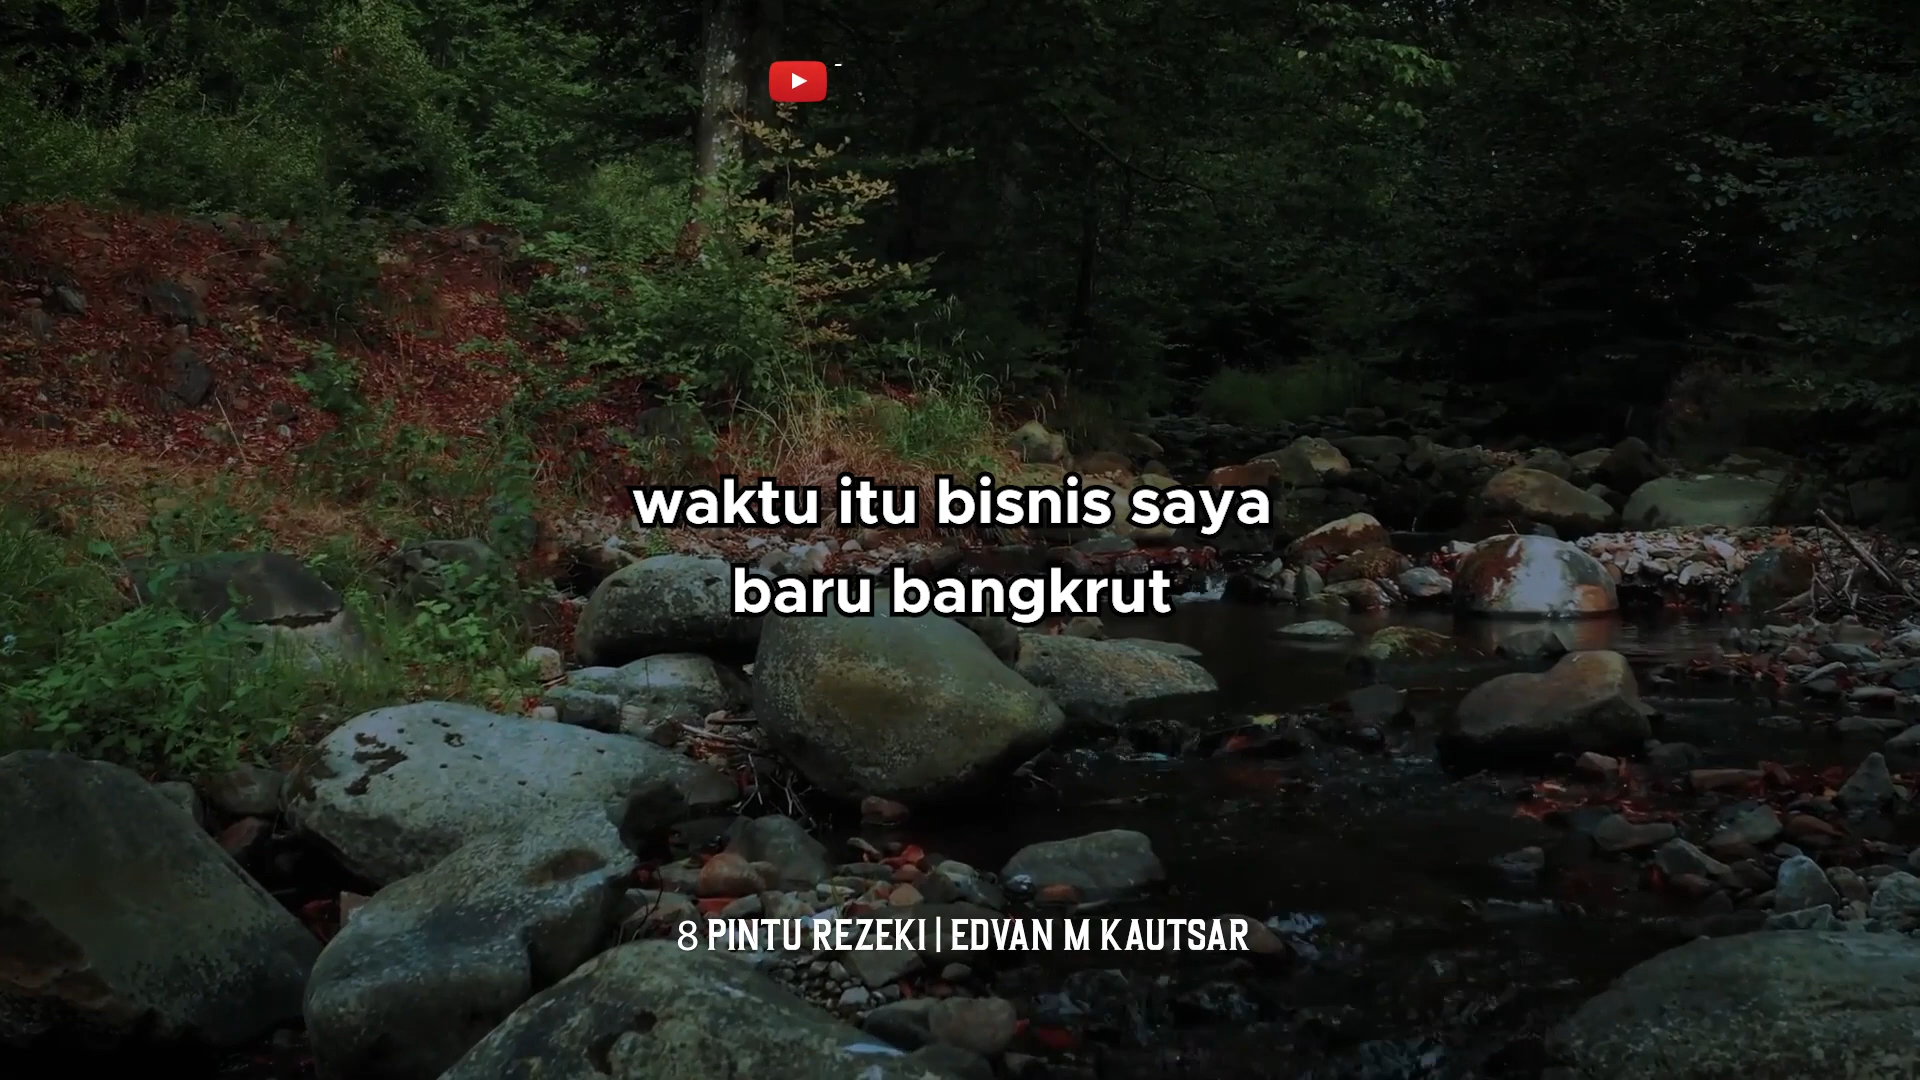 -
waktu itu bisnis saya
baru bangkrut
8 PINTU REZEKI | EDVAN M KAUTSAR